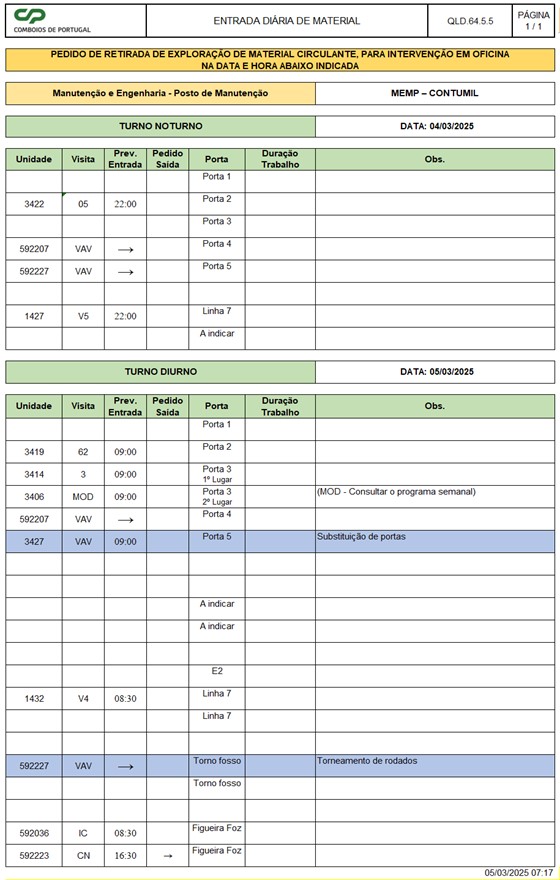 CP
COMBOIOS DE PORTUGAL
ENTRADA DIÁRIA DE MATERIAL
QLD.64.5.5
PÁGINA
1 / 1
PEDIDO DE RETIRADA DE EXPLORAÇÃO DE MATERIAL CIRCULANTE, PARA INTERVENÇÃO EM OFICINA
NA DATA E HORA ABAIXO INDICADA
Manutenção e Engenharia - Posto de Manutenção
MEMP – CONTUMIL
TURNO NOTURNO
DATA: 04/03/2025
Unidade Visita Prev. Entrada Pedido Saída Porta Duração Trabalho Obs.
Porta 1
3422 05 22:00 Porta 2
Porta 3
592207 VAV → Porta 4
592227 VAV → Porta 5
1427 V5 22:00 Linha 7
A indicar
TURNO DIURNO
DATA: 05/03/2025
Unidade Visita Prev. Entrada Pedido Saída Porta Duração Trabalho Obs.
Porta 1
3419 62 09:00 Porta 2
3414 3 09:00 Porta 3 1º Lugar
3406 MOD 09:00 Porta 3 2º Lugar (MOD - Consultar o programa semanal)
592207 VAV → Porta 4
3427 VAV 09:00 Porta 5 Substituição de portas
A indicar
A indicar
E2
1432 V4 08:30 Linha 7
Linha 7
592227 VAV → Torno fosso Torneamento de rodados
Torno fosso
592036 IC 08:30 Figueira Foz
592223 CN 16:30 → Figueira Foz
05/03/2025 07:17